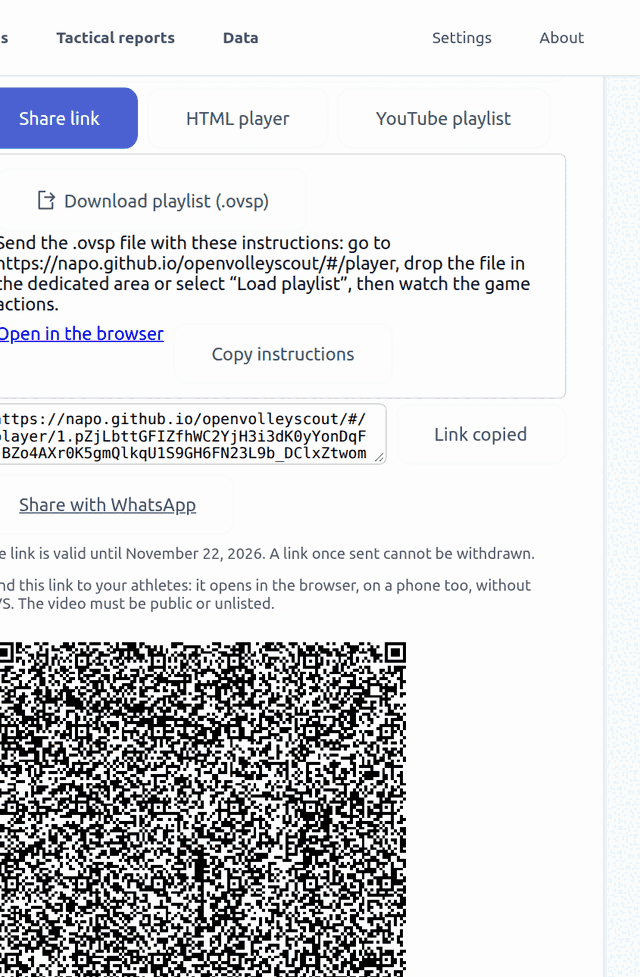 s Tactical reports Data Settings About
Share link HTML player YouTube playlist
Download playlist (.ovsp)
Send the .ovsp file with these instructions: go to
https://napo.github.io/openvolleyscout/#/player, drop the file in
the dedicated area or select “Load playlist”, then watch the game
actions.
Open in the browser
Copy instructions
https://napo.github.io/openvolleyscout/#/
player/1.pZjLbttGFIZfhWC2YjH3i3dK0yYonDqF
BZo4AXr0K5gmQlkqU1S9GH6FN23L9b_DClxZtwom
Link copied
Share with WhatsApp
e link is valid until November 22, 2026. A link once sent cannot be withdrawn.
nd this link to your athletes: it opens in the browser, on a phone too, without
VS. The video must be public or unlisted.